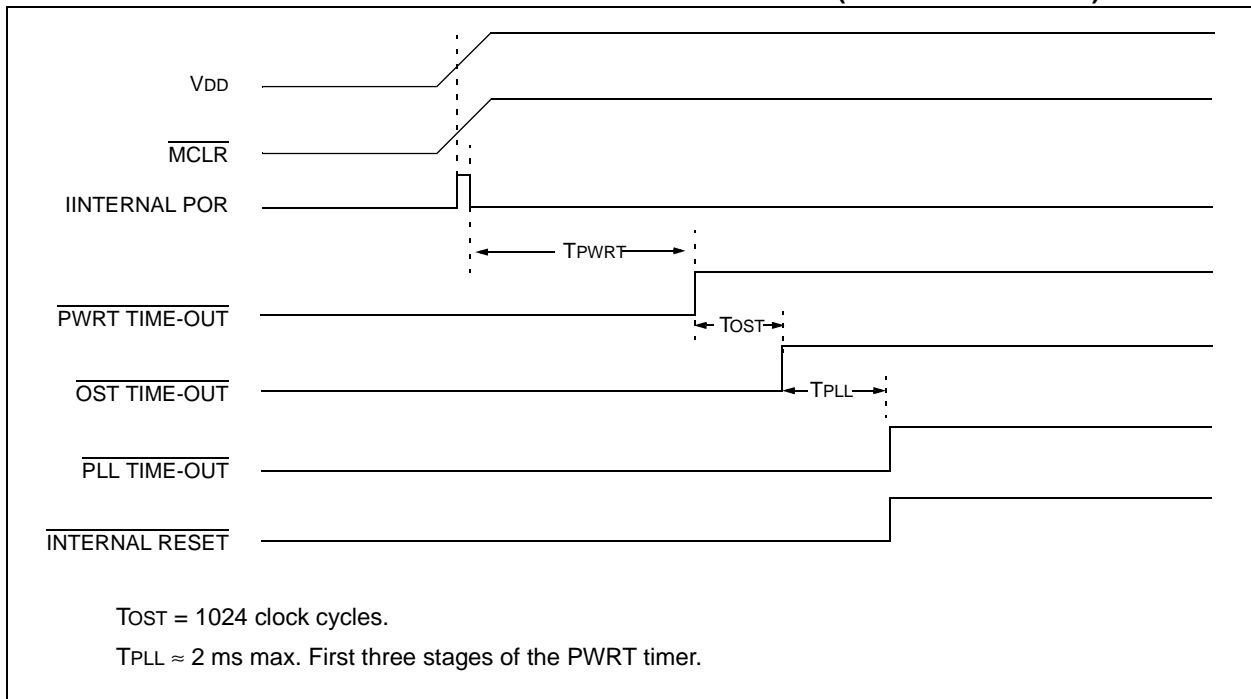 VDD
MCLR
IINTERNAL POR
TPWRT
PWRT TIME-OUT
TOST
OST TIME-OUT
TPLL
PLL TIME-OUT
INTERNAL RESET
TOST = 1024 clock cycles.
TPLL ≈ 2 ms max. First three stages of the PWRT timer.